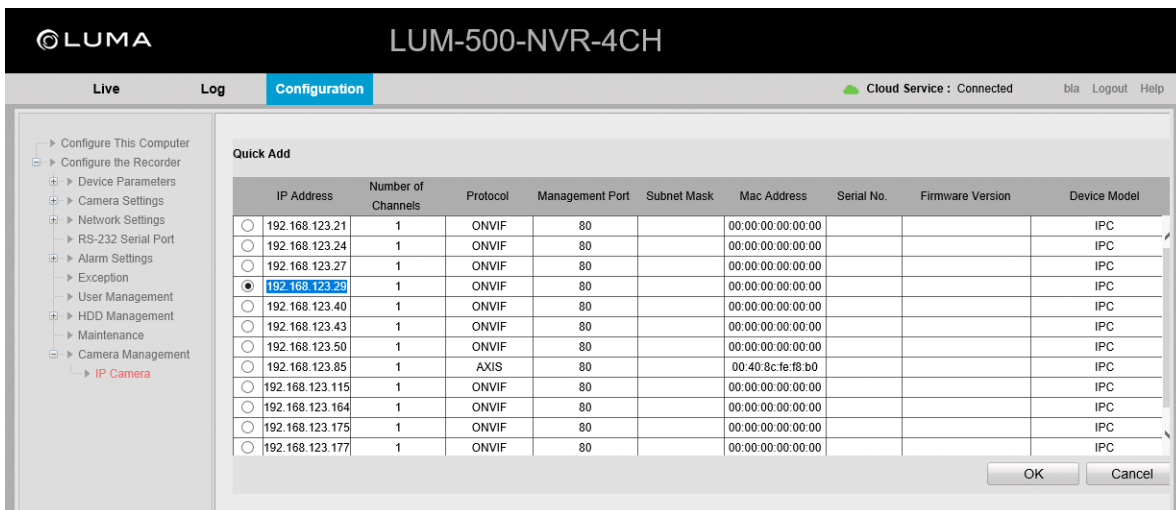 LUMA
LUM-500-NVR-4CH
Live Log Configuration Cloud Service : Connected bla Logout Help
Configure This Computer
Configure the Recorder
Device Parameters
Camera Settings
Network Settings
RS-232 Serial Port
Alarm Settings
Exception
User Management
HDD Management
Maintenance
Camera Management
IP Camera
Quick Add
IP Address Number of Channels Protocol Management Port Subnet Mask Mac Address Serial No. Firmware Version Device Model
192.168.123.21 1 ONVIF 80 00:00:00:00:00:00 IPC
192.168.123.24 1 ONVIF 80 00:00:00:00:00:00 IPC
192.168.123.27 1 ONVIF 80 00:00:00:00:00:00 IPC
192.168.123.29 1 ONVIF 80 00:00:00:00:00:00 IPC
192.168.123.40 1 ONVIF 80 00:00:00:00:00:00 IPC
192.168.123.43 1 ONVIF 80 00:00:00:00:00:00 IPC
192.168.123.50 1 ONVIF 80 00:00:00:00:00:00 IPC
192.168.123.85 1 AXIS 80 00:40:8c:fe:f8:b0 IPC
192.168.123.115 1 ONVIF 80 00:00:00:00:00:00 IPC
192.168.123.164 1 ONVIF 80 00:00:00:00:00:00 IPC
192.168.123.175 1 ONVIF 80 00:00:00:00:00:00 IPC
192.168.123.177 1 ONVIF 80 00:00:00:00:00:00 IPC
OK Cancel